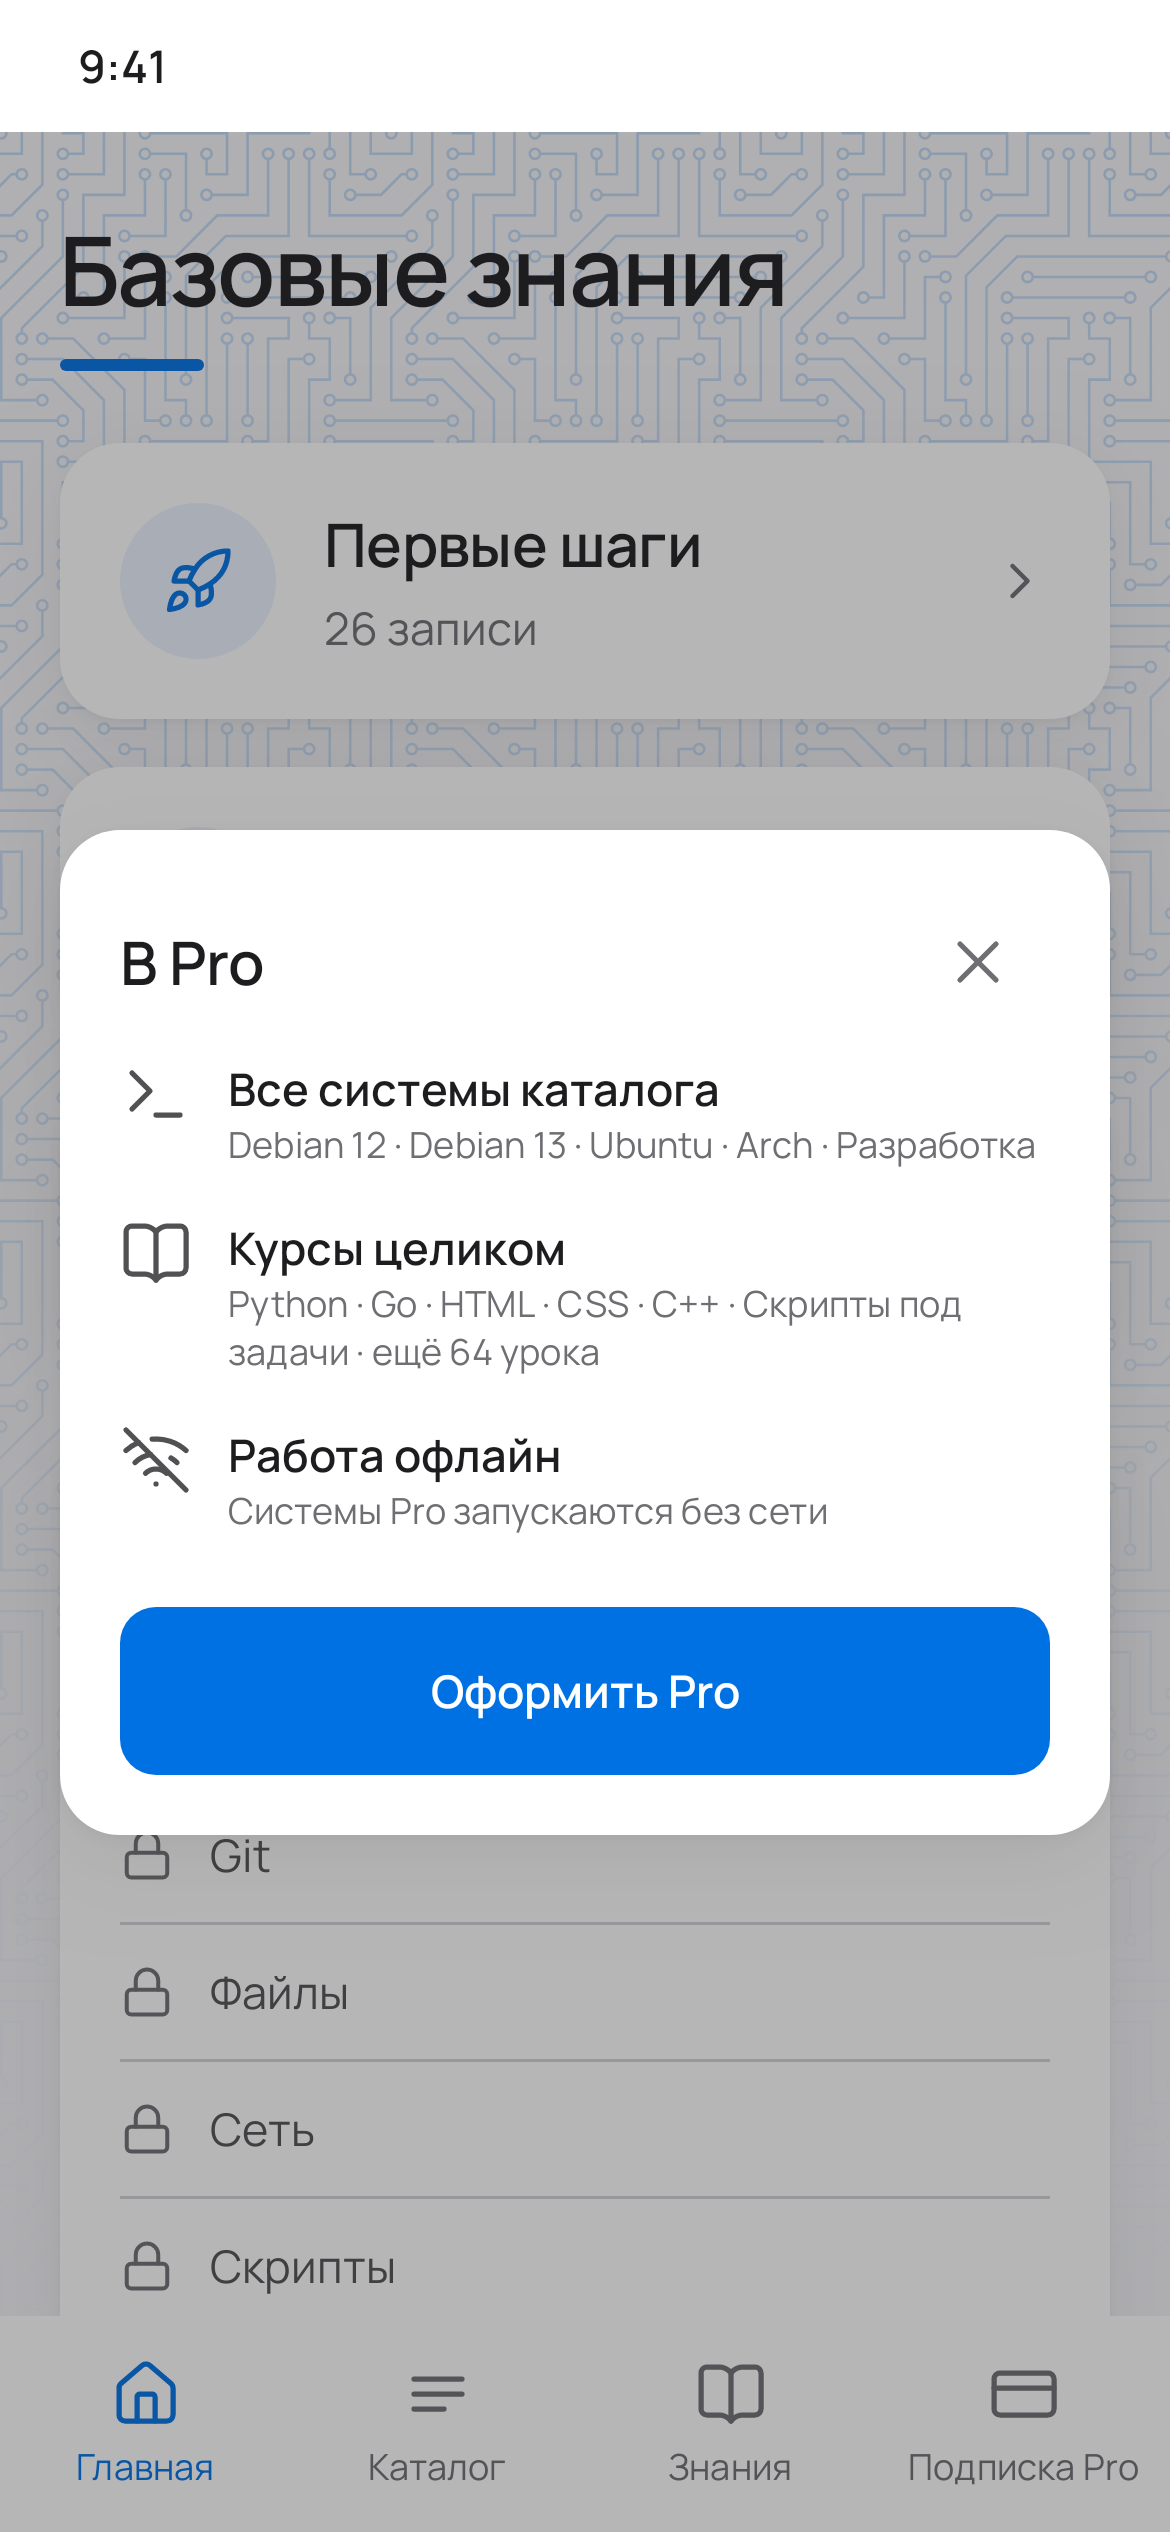 9:41
Базовые знания
Первые шаги
26 записи
В Pro
Все системы каталога
Debian 12 · Debian 13 · Ubuntu · Arch · Разработка
Курсы целиком
Python · Go · HTML · CSS · C++ · Скрипты под
задачи · ещё 64 урока
Работа офлайн
Системы Pro запускаются без сети
Оформить Pro
Git
Файлы
Сеть
Скрипты
Главная
Каталог
Знания
Подписка Pro